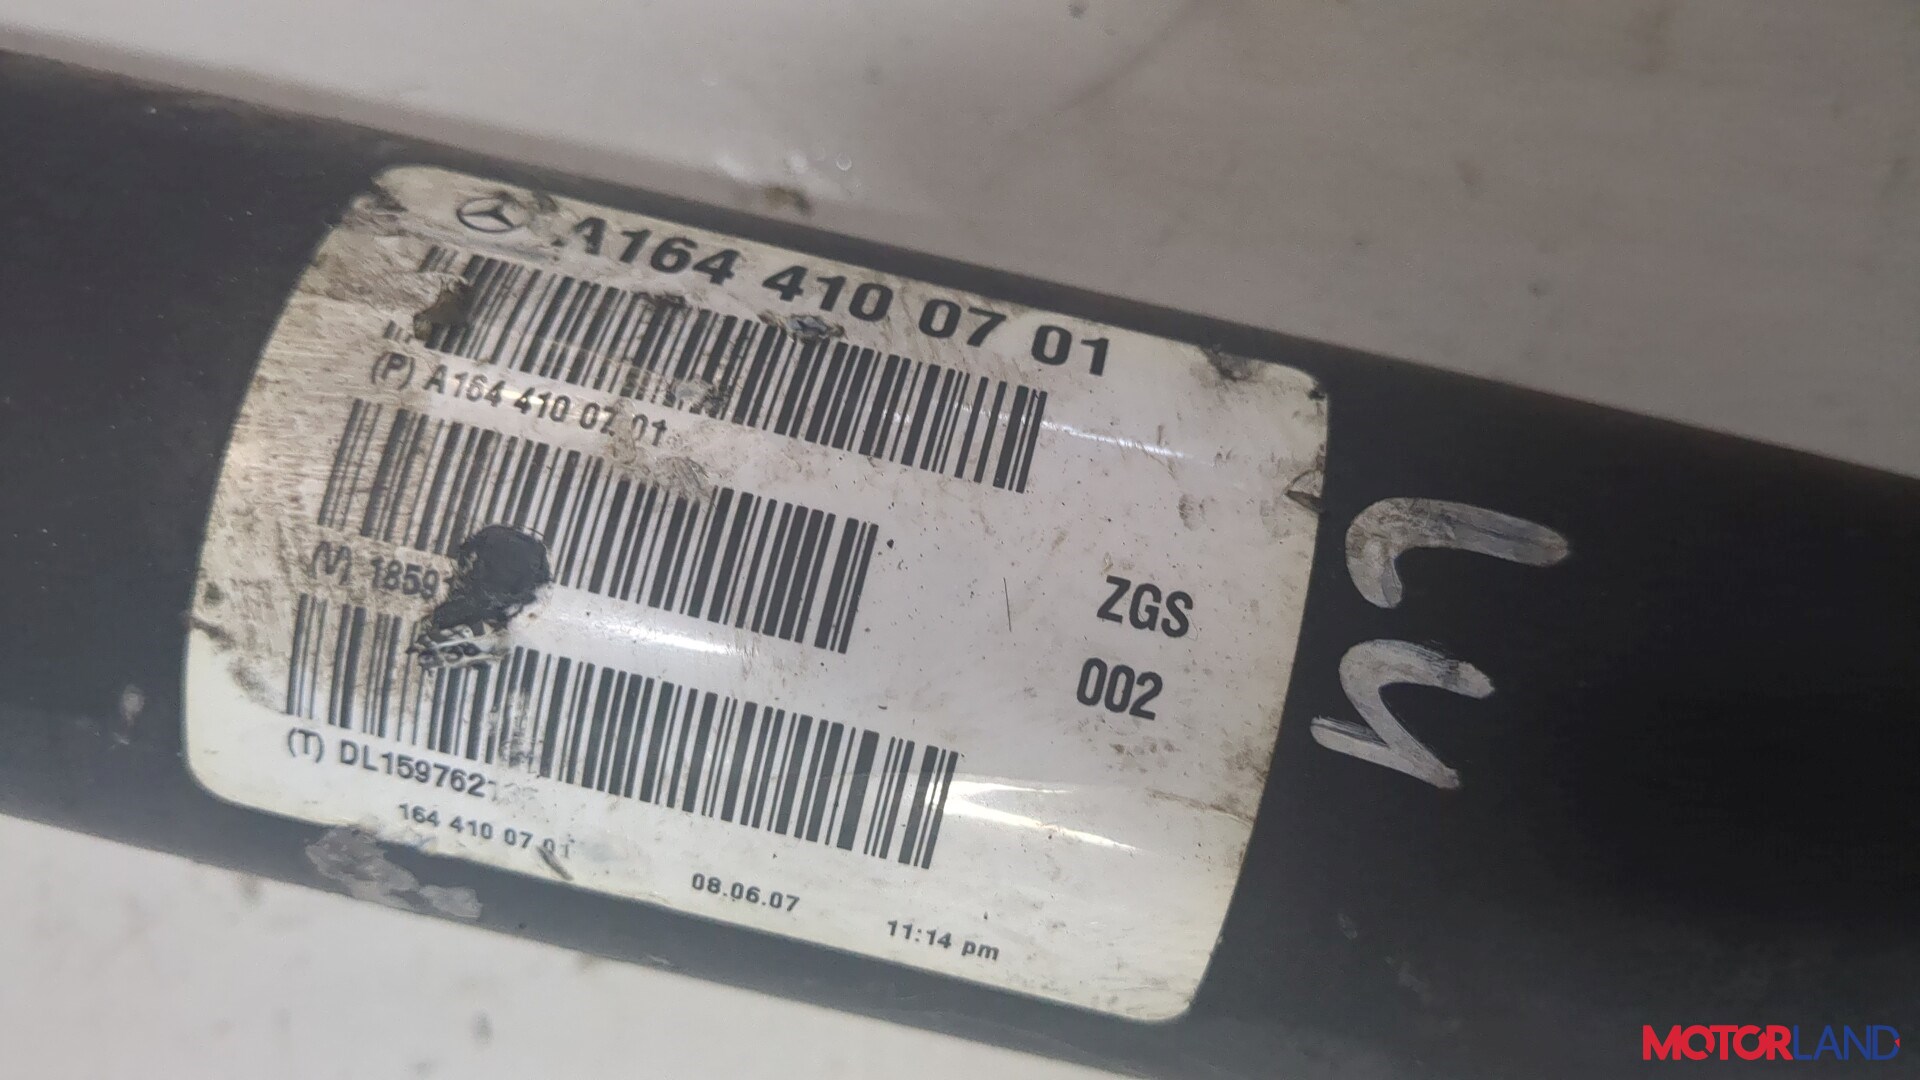 A164 410 07 01
(P) A164 410 07 01
(V) 1859
ZGS
002
(T) DL1597621
164 410 07 01
08.06.07
11:14 pm
MOTORLAND